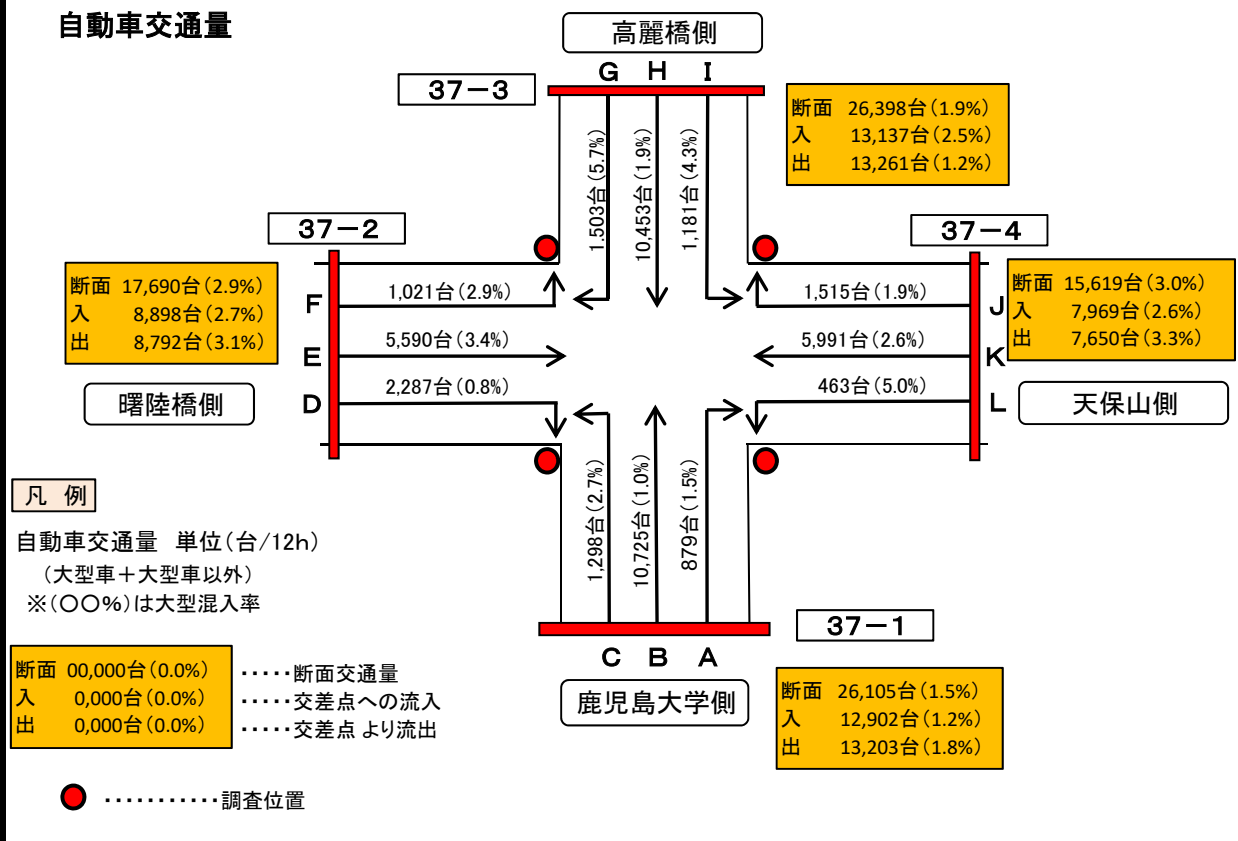 自動車交通量
高麗橋側
G H I
37－3
断面 26,398台(1.9%)
入 13,137台(2.5%)
出 13,261台(1.2%)
1,503台(5.7%)
10,453台(1.9%)
1,181台(4.3%)
37－2
37－4
断面 17,690台(2.9%)
入 8,898台(2.7%)
出 8,792台(3.1%)
曙陸橋側
F
1,021台(2.9%)
E
5,590台(3.4%)
D
2,287台(0.8%)
1,515台(1.9%)
J
5,991台(2.6%)
K
463台(5.0%)
L
断面 15,619台(3.0%)
入 7,969台(2.6%)
出 7,650台(3.3%)
天保山側
1,298台(2.7%)
10,725台(1.0%)
879台(1.5%)
37－1
C B A
鹿児島大学側
断面 26,105台(1.5%)
入 12,902台(1.2%)
出 13,203台(1.8%)
凡 例
自動車交通量 単位(台/12h)
(大型車＋大型車以外)
※(〇〇%)は大型混入率
断面 00,000台(0.0%) ・・・・・断面交通量
入 0,000台(0.0%) ・・・・・交差点への流入
出 0,000台(0.0%) ・・・・・交差点より流出
・・・・・・・・・・・調査位置